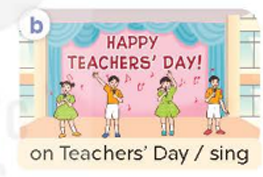 b
HAPPY
TEACHERS' DAY!
on Teachers' Day / sing